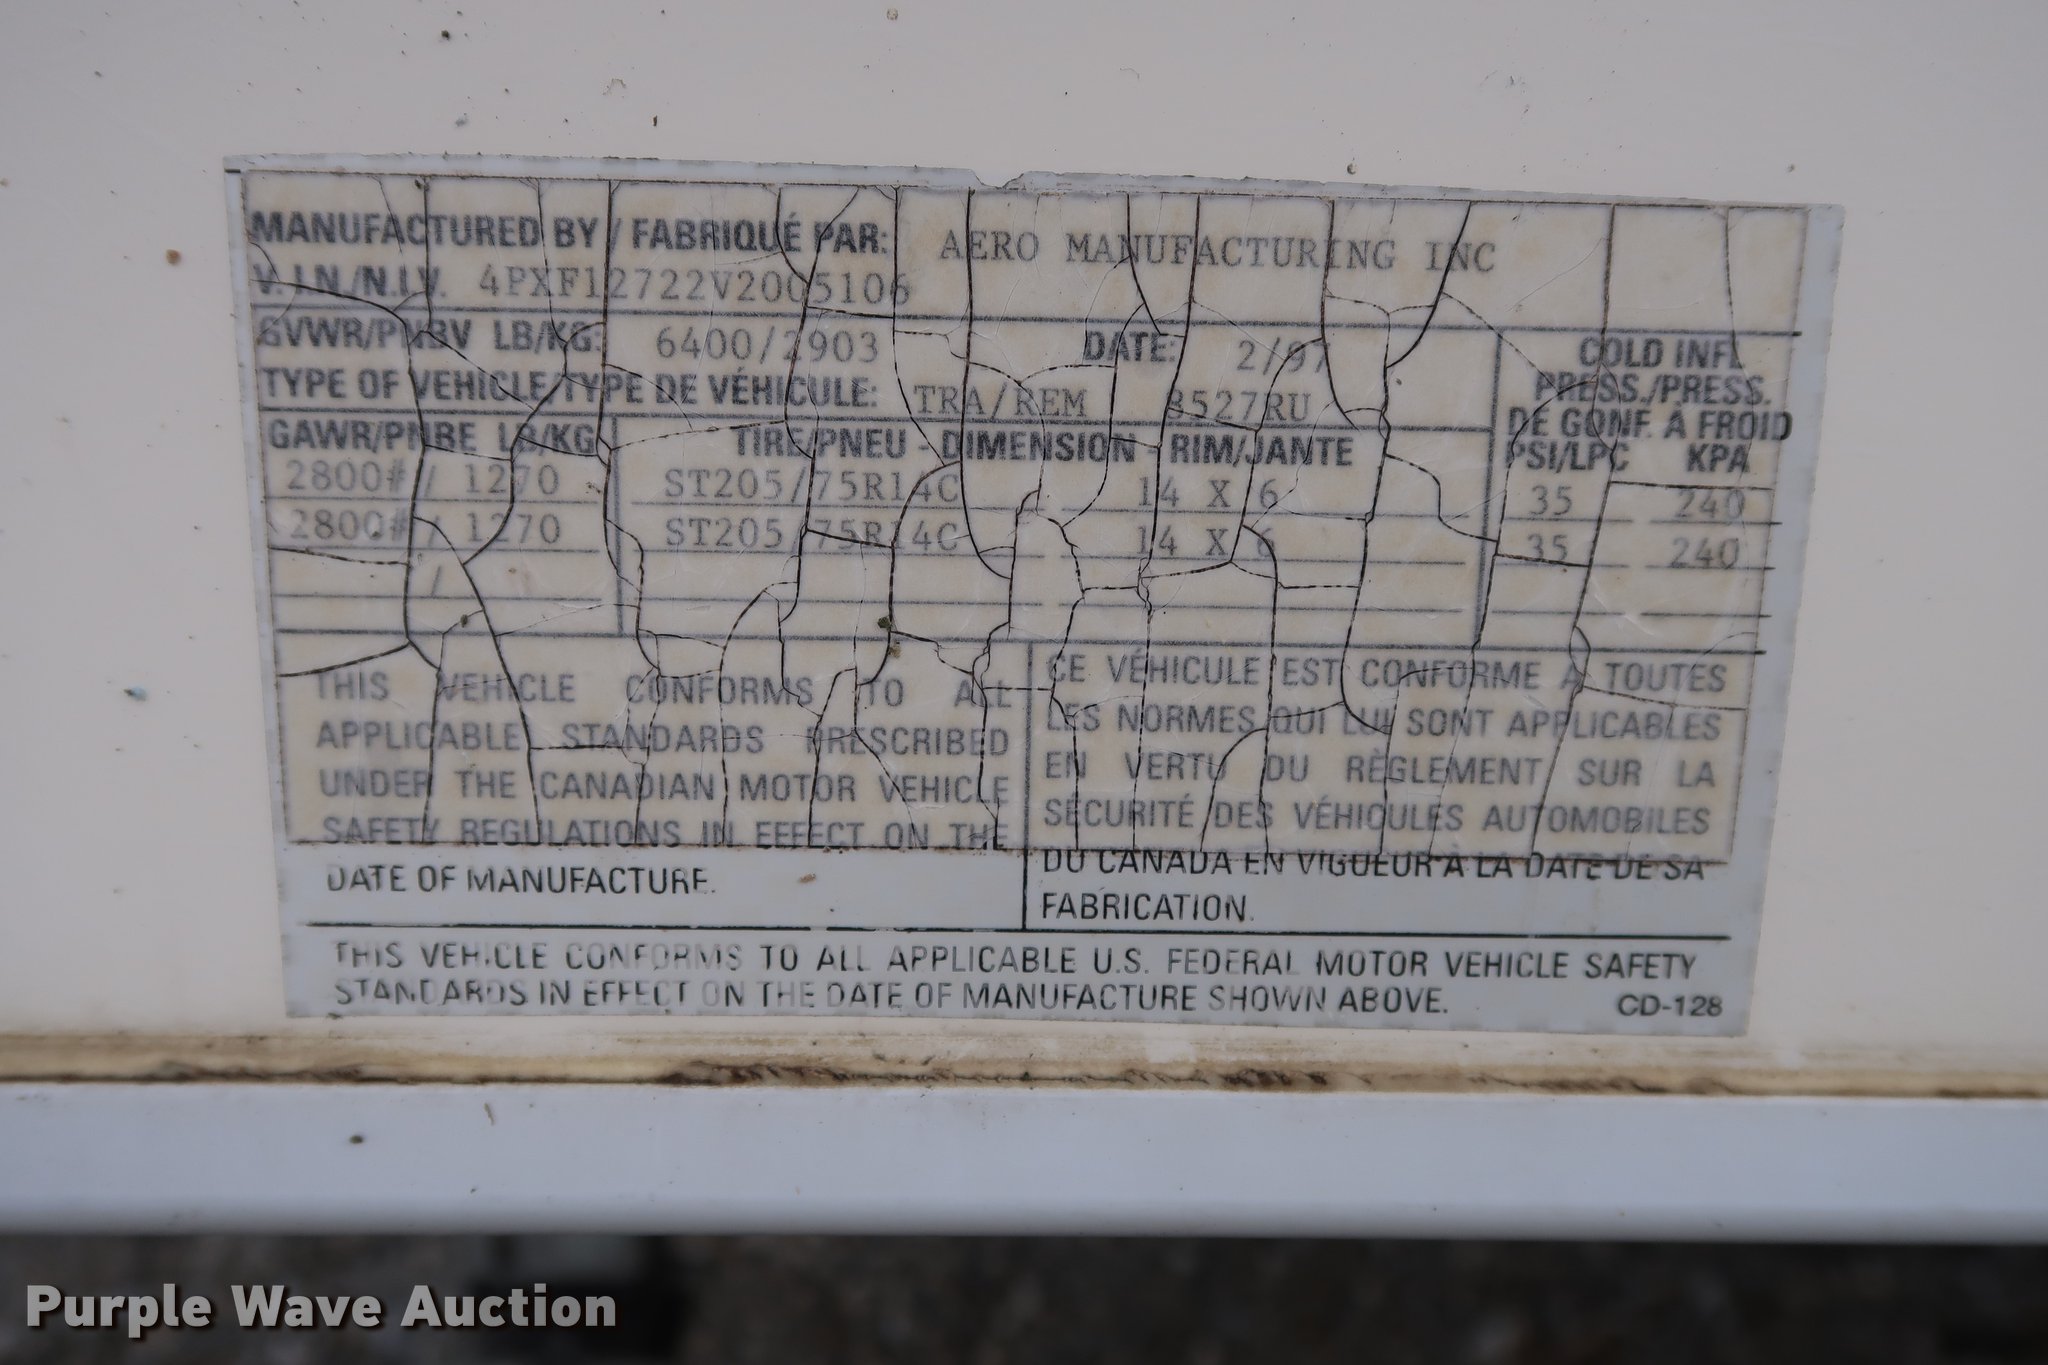 MANUFACTURED BY / FABRIQUÉ PAR: AERO MANUFACTURING INC
V.I.N./N.I.V. 4PXF12722V2005106
GVWR/PNBV LB/KG: 6400/2903 DATE: 2/97
TYPE OF VEHICLE/TYPE DE VÉHICULE: TRA/REM 3527RU
COLD INFL
PRESS./PRESS.
DE GONF. À FROID
PSI/LPC KPA
GAWR/PNBE LB/KG TIRE/PNEU - DIMENSION - RIM/JANTE
2800# / 1270 ST205/75R14C 14 X 6 35 240
2800# / 1270 ST205/75R14C 14 X 6 35 240
/
THIS VEHICLE CONFORMS TO ALL
APPLICABLE STANDARDS PRESCRIBED
UNDER THE CANADIAN MOTOR VEHICLE
SAFETY REGULATIONS IN EFFECT ON THE
DATE OF MANUFACTURE.
CE VÉHICULE EST CONFORME À TOUTES
LES NORMES QUI LUI SONT APPLICABLES
EN VERTU DU RÈGLEMENT SUR LA
SÉCURITÉ DES VÉHICULES AUTOMOBILES
DU CANADA EN VIGUEUR À LA DATE DE SA
FABRICATION.
THIS VEHICLE CONFORMS TO ALL APPLICABLE U.S. FEDERAL MOTOR VEHICLE SAFETY
STANDARDS IN EFFECT ON THE DATE OF MANUFACTURE SHOWN ABOVE. CD-128
Purple Wave Auction